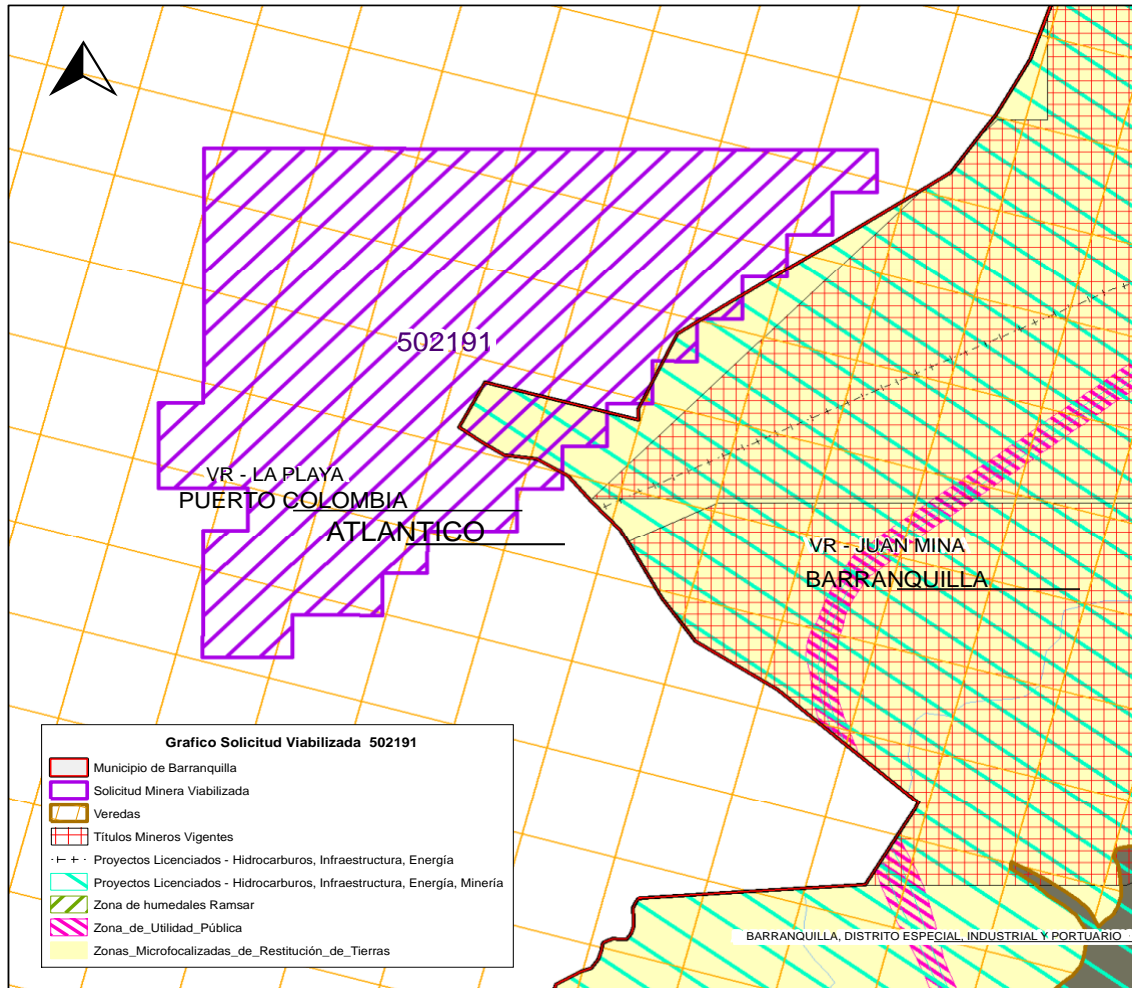 502191
VR - LA PLAYA
PUERTO COLOMBIA
ATLANTICO
VR - JUAN MINA
BARRANQUILLA
Grafico Solicitud Viabilizada 502191
Municipio de Barranquilla
Solicitud Minera Viabilizada
Veredas
Títulos Mineros Vigentes
Proyectos Licenciados - Hidrocarburos, Infraestructura, Energía
Proyectos Licenciados - Hidrocarburos, Infraestructura, Energía, Minería
Zona de humedales Ramsar
Zona_de_Utilidad_Pública
Zonas_Microfocalizadas_de_Restitución_de_Tierras
BARRANQUILLA, DISTRITO ESPECIAL, INDUSTRIAL Y PORTUARIO